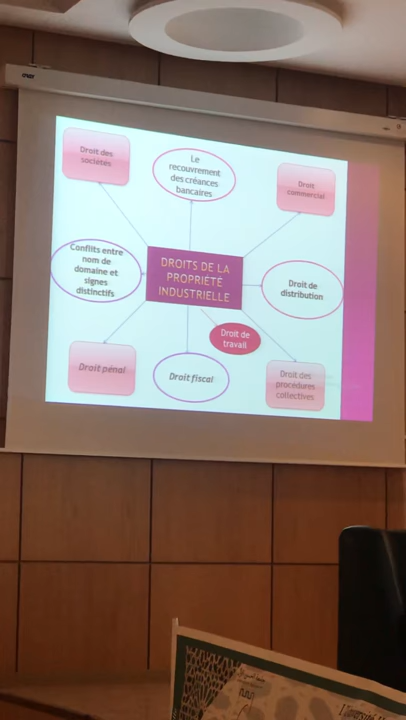 Droit des
sociétés
Le
recouvrement
des créances
bancaires
Droit
commercial
Conflits entre
nom de
domaine et
signes
distinctifs
DROITS DE LA
PROPRIÉTÉ
INDUSTRIELLE
Droit de
distribution
Droit de
travail
Droit pénal
Droit fiscal
Droit des
procédures
collectives